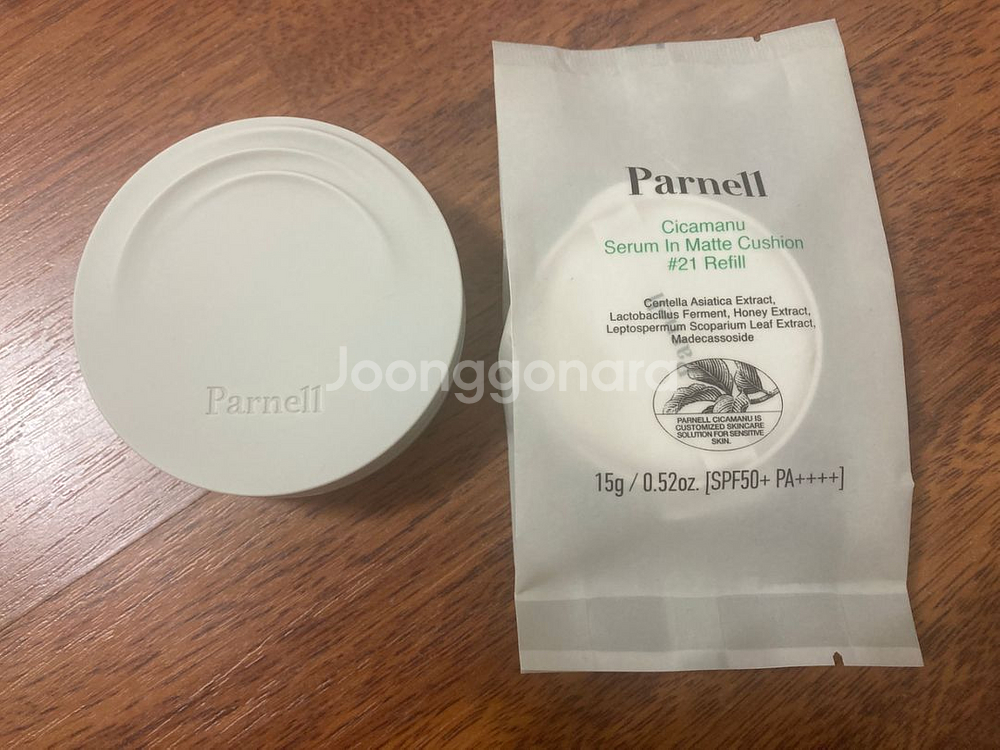 Parnell
Joonggonara
Parnell
Cicamanu
Serum In Matte Cushion
#21 Refill
Centella Asiatica Extract,
Lactobacillus Ferment, Honey Extract,
Leptospermum Scoparium Leaf Extract,
Madecassoside
PARNELL CICAMANU IS
CUSTOMIZED SKINCARE
SOLUTION FOR SENSITIVE
SKIN.
15g / 0.52oz. [SPF50+ PA++++]